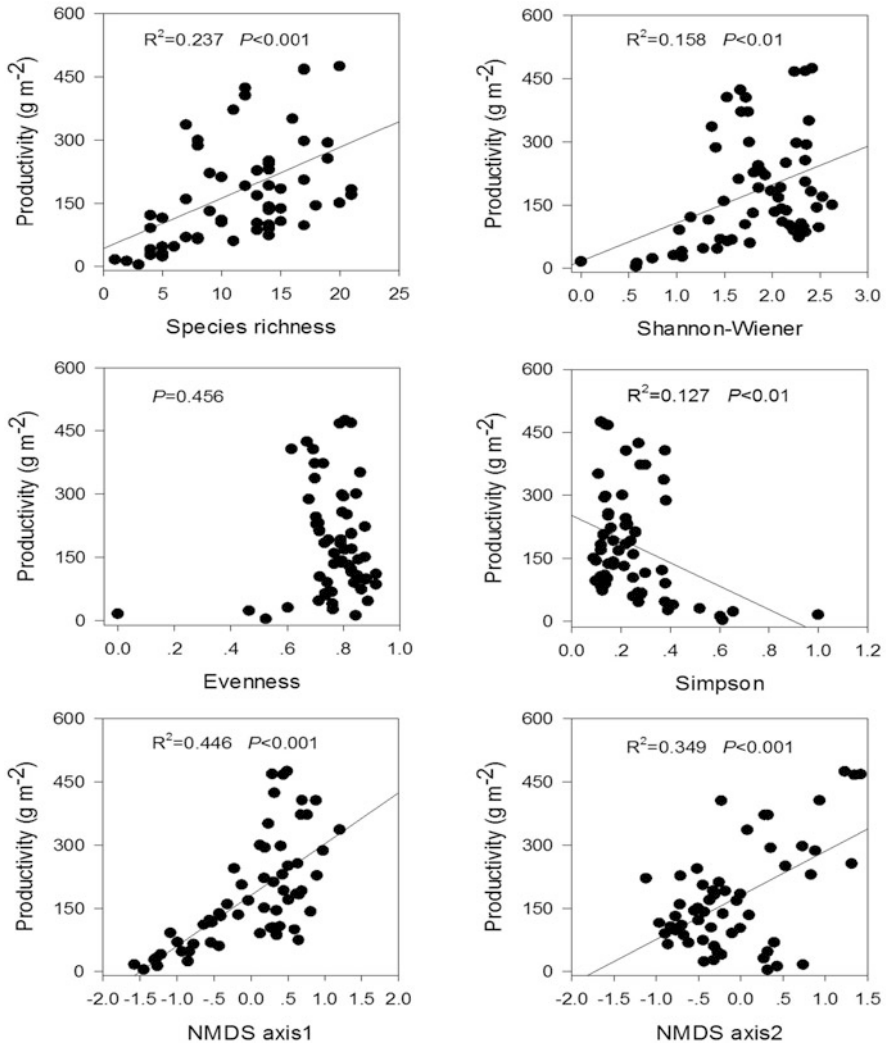 R²=0.237 P<0.001
Productivity (g m⁻²)
600
450
300
150
0
0 5 10 15 20 25
Species richness
R²=0.158 P<0.01
Productivity (g m⁻²)
600
450
300
150
0
0.0 .5 1.0 1.5 2.0 2.5 3.0
Shannon-Wiener
P=0.456
Productivity (g m⁻²)
600
450
300
150
0
0.0 .2 .4 .6 .8 1.0
Evenness
R²=0.127 P<0.01
Productivity (g m⁻²)
600
450
300
150
0
0.0 .2 .4 .6 .8 1.0 1.2
Simpson
R²=0.446 P<0.001
Productivity (g m⁻²)
600
450
300
150
0
-2.0 -1.5 -1.0 -.5 0.0 .5 1.0 1.5 2.0
NMDS axis1
R²=0.349 P<0.001
Productivity (g m⁻²)
600
450
300
150
0
-2.0 -1.5 -1.0 -.5 0.0 .5 1.0 1.5
NMDS axis2